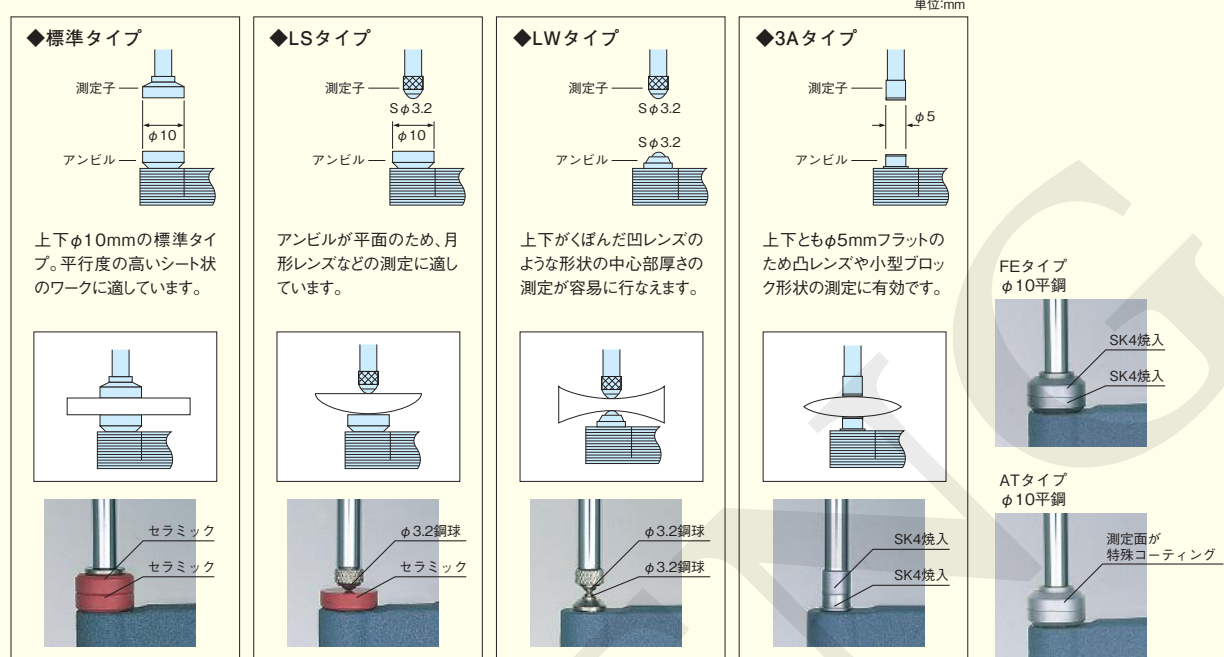 単位:mm
◆標準タイプ
測定子
φ10
アンビル
上下φ10mmの標準タイ
プ。平行度の高いシート状
のワークに適しています。
セラミック
セラミック
◆LSタイプ
測定子
Sφ3.2
φ10
アンビル
アンビルが平面のため、月
形レンズなどの測定に適し
ています。
φ3.2鋼球
セラミック
◆LWタイプ
測定子
Sφ3.2
Sφ3.2
アンビル
上下がくぼんだ凹レンズの
ような形状の中心部厚さの
測定が容易に行なえます。
φ3.2鋼球
φ3.2鋼球
◆3Aタイプ
測定子
φ5
アンビル
上下ともφ5mmフラットの
ため凸レンズや小型ブロッ
ク形状の測定に有効です。
SK4焼入
SK4焼入
FEタイプ
φ10平鋼
SK4焼入
SK4焼入
ATタイプ
φ10平鋼
測定面が
特殊コーティング
NG